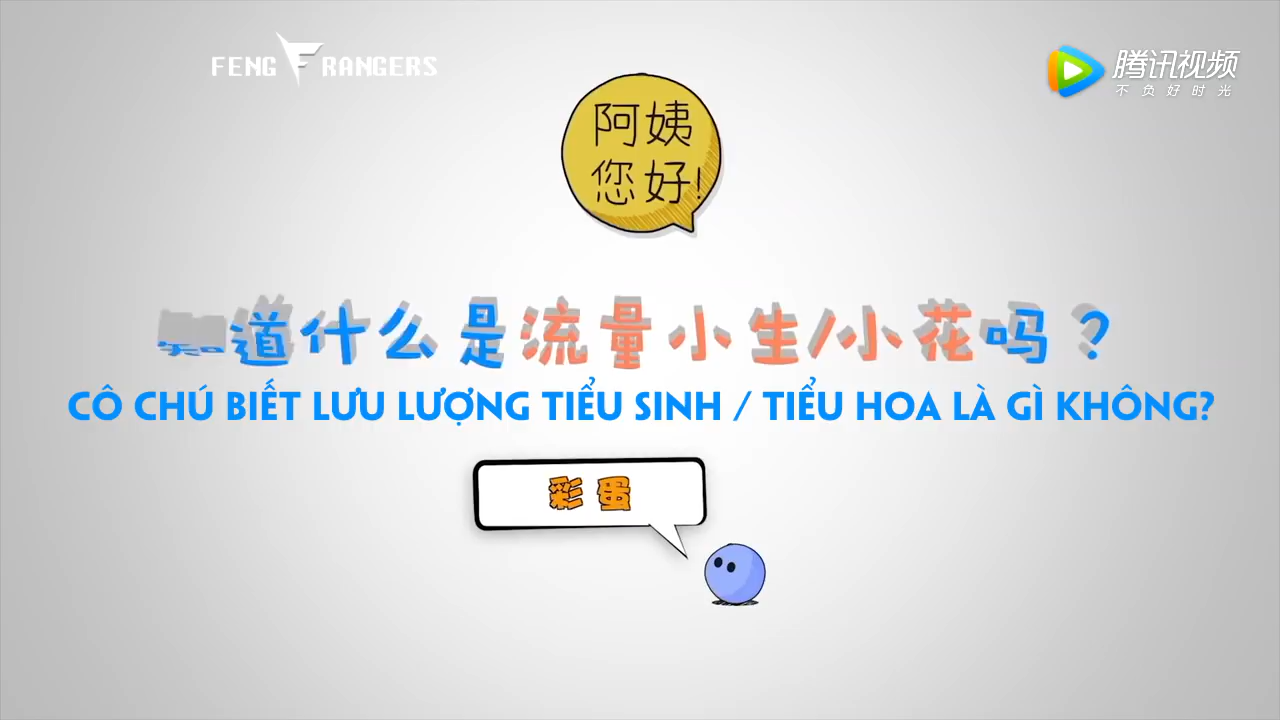 FENG F RANGERS
腾讯视频
不负好时光
阿姨
您好!
知道什么是流量小生/小花吗？
CÔ CHÚ BIẾT LƯU LƯỢNG TIỂU SINH / TIỂU HOA LÀ GÌ KHÔNG?
彩蛋